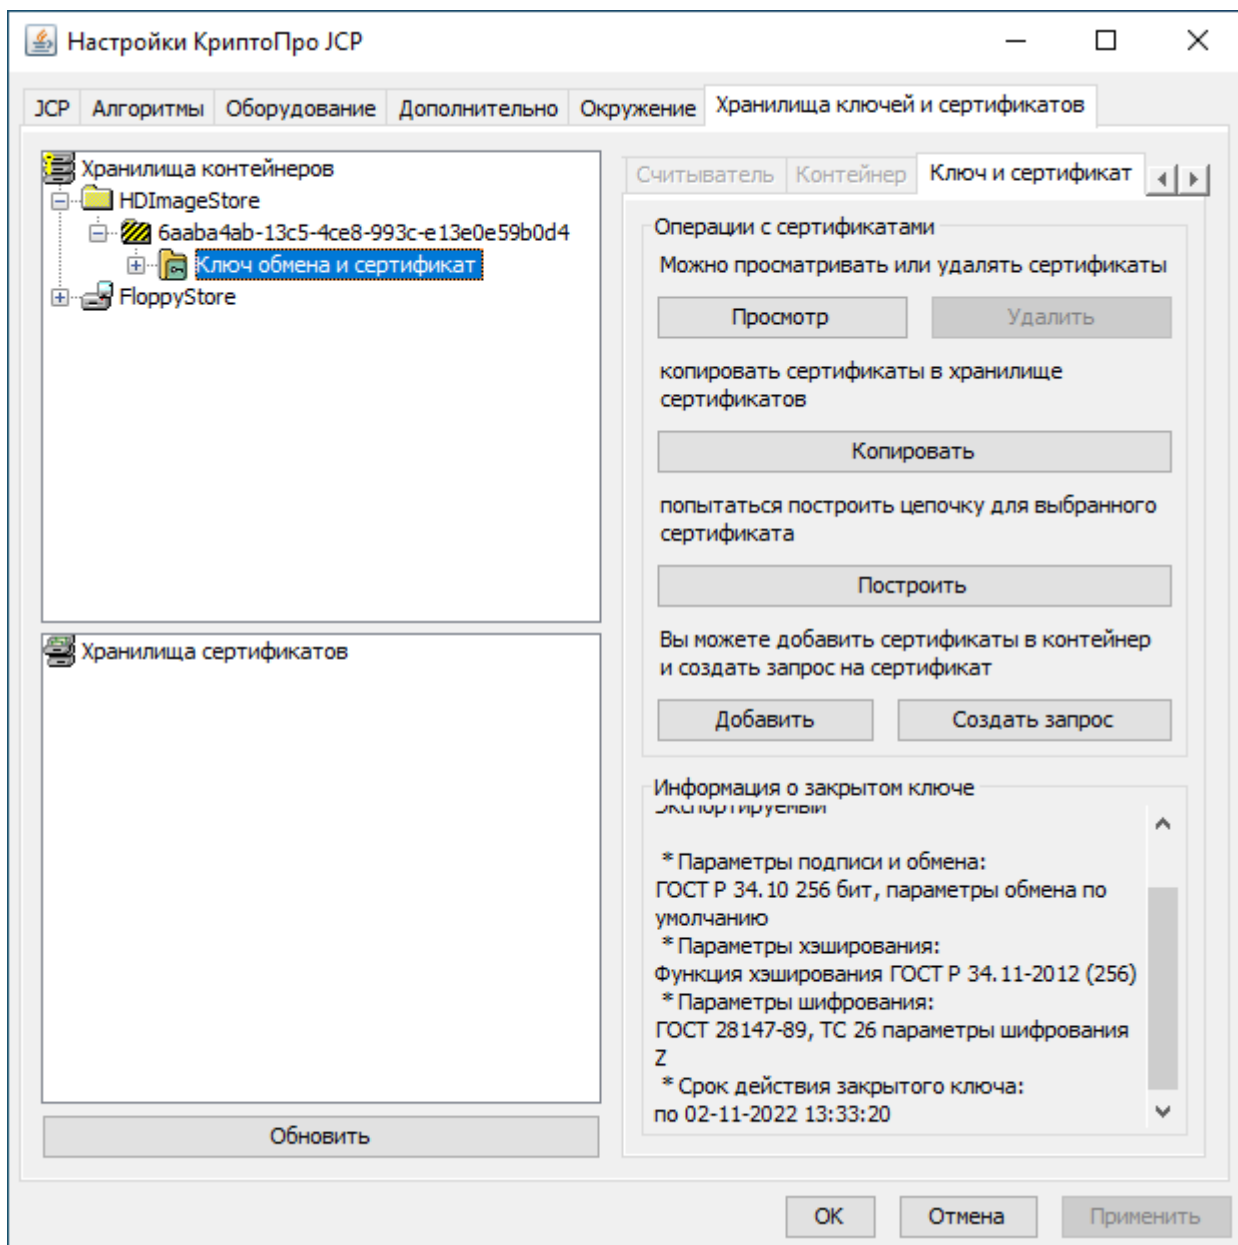 Настройки КриптоПро JCP
JCP Алгоритмы Оборудование Дополнительно Окружение Хранилища ключей и сертификатов
Хранилища контейнеров
HDImageStore
6aaba4ab-13c5-4ce8-993c-e13e0e59b0d4
Ключ обмена и сертификат
FloppyStore
Хранилища сертификатов
Обновить
Считыватель Контейнер Ключ и сертификат
Операции с сертификатами
Можно просматривать или удалять сертификаты
Просмотр Удалить
копировать сертификаты в хранилище
сертификатов
Копировать
попытаться построить цепочку для выбранного
сертификата
Построить
Вы можете добавить сертификаты в контейнер
и создать запрос на сертификат
Добавить Создать запрос
Информация о закрытом ключе
Экспортируемый
* Параметры подписи и обмена:
ГОСТ Р 34.10 256 бит, параметры обмена по
умолчанию
* Параметры хэширования:
Функция хэширования ГОСТ Р 34.11-2012 (256)
* Параметры шифрования:
ГОСТ 28147-89, ТС 26 параметры шифрования
Z
* Срок действия закрытого ключа:
по 02-11-2022 13:33:20
OK Отмена Применить